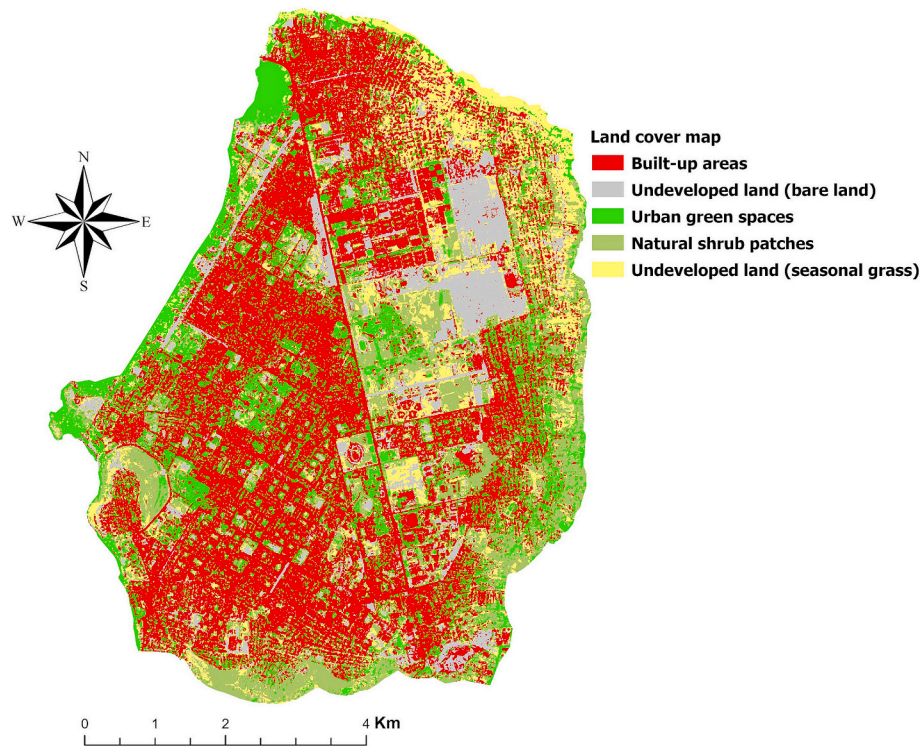 Land cover map
Built-up areas
Undeveloped land (bare land)
Urban green spaces
Natural shrub patches
Undeveloped land (seasonal grass)
N
W E
S
0 1 2 4 Km